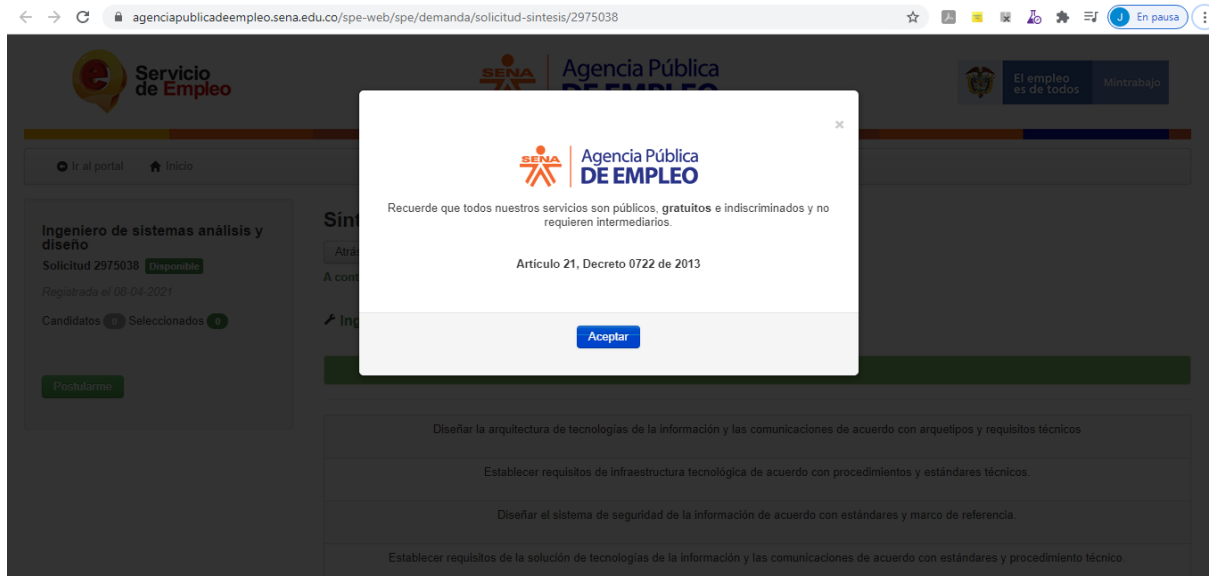 agenciapublicadeempleo.sena.edu.co/spe-web/spe/demanda/solicitud-sintesis/2975038
J
En pausa
e
Servicio
de Empleo
SENA
Agencia Pública
DE EMPLEO
El empleo
es de todos
Mintrabajo
Ir al portal
Inicio
Ingeniero de sistemas análisis y
diseño
Solicitud 2975038 Disponible
Registrada el 08-04-2021
Candidatos 0 Seleccionados 0
Postularme
Sint
Atrás
A cont
Ing
×
SENA
Agencia Pública
DE EMPLEO
Recuerde que todos nuestros servicios son públicos, gratuitos e indiscriminados y no
requieren intermediarios.
Artículo 21, Decreto 0722 de 2013
Aceptar
Diseñar la arquitectura de tecnologías de la información y las comunicaciones de acuerdo con arquetipos y requisitos técnicos
Establecer requisitos de infraestructura tecnológica de acuerdo con procedimientos y estándares técnicos.
Diseñar el sistema de seguridad de la información de acuerdo con estándares y marco de referencia.
Establecer requisitos de la solución de tecnologías de la información y las comunicaciones de acuerdo con estándares y procedimiento técnico.